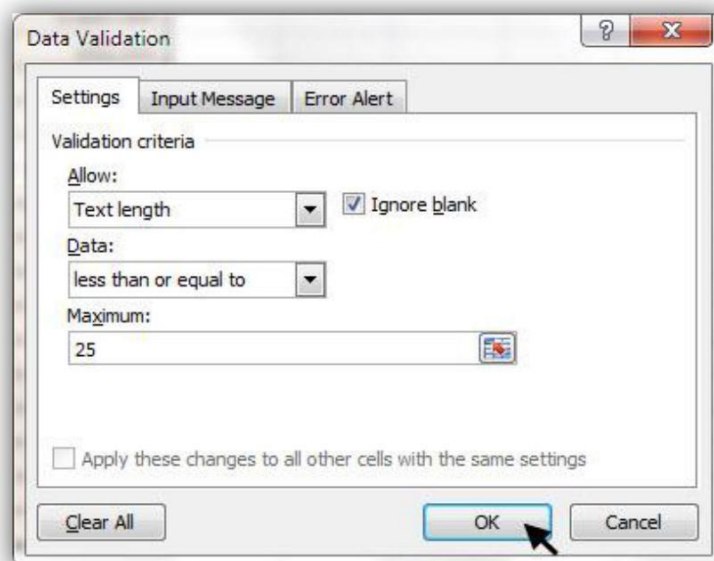 Data Validation
Settings Input Message Error Alert
Validation criteria
Allow:
Text length Ignore blank
Data:
less than or equal to
Maximum:
25
Apply these changes to all other cells with the same settings
Clear All OK Cancel